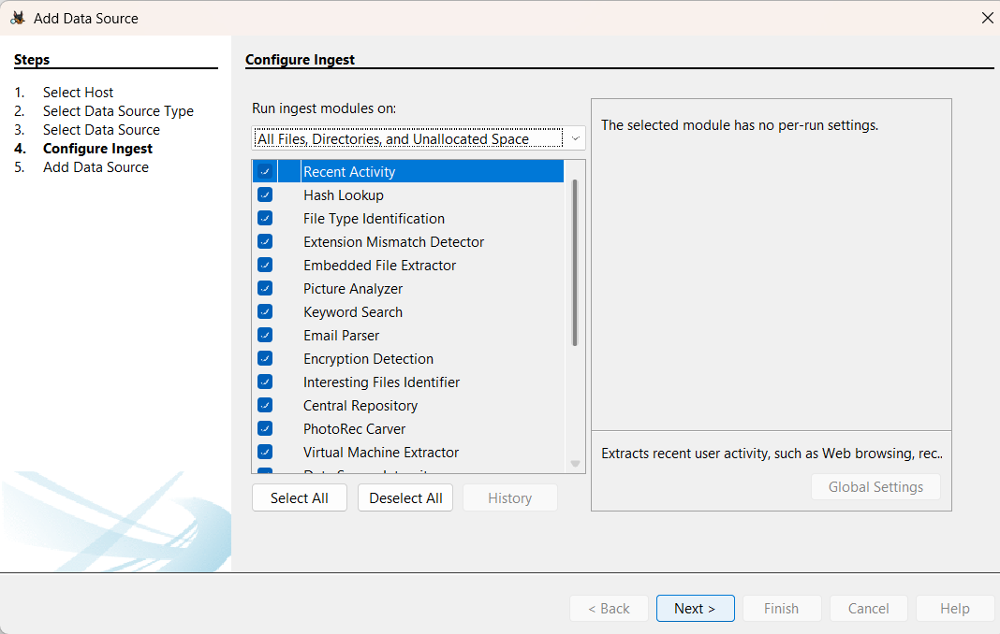 Add Data Source
Steps
1. Select Host
2. Select Data Source Type
3. Select Data Source
4. Configure Ingest
5. Add Data Source
Configure Ingest
Run ingest modules on:
All Files, Directories, and Unallocated Space
Recent Activity
Hash Lookup
File Type Identification
Extension Mismatch Detector
Embedded File Extractor
Picture Analyzer
Keyword Search
Email Parser
Encryption Detection
Interesting Files Identifier
Central Repository
PhotoRec Carver
Virtual Machine Extractor
Select All
Deselect All
History
The selected module has no per-run settings.
Extracts recent user activity, such as Web browsing, rec..
Global Settings
< Back
Next >
Finish
Cancel
Help